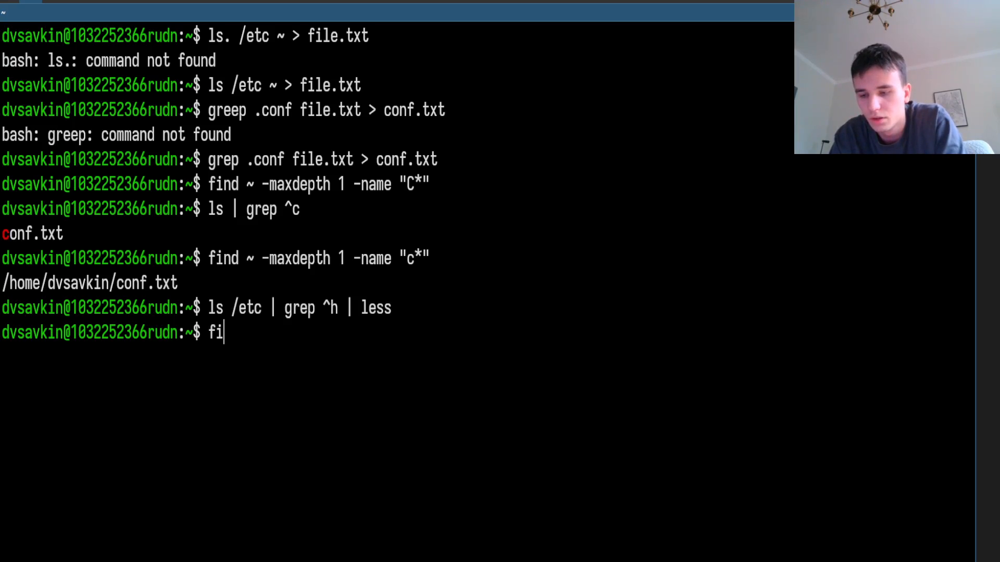 ~
dvsavkin@1032252366rudn:~$ ls. /etc ~ > file.txt
bash: ls.: command not found
dvsavkin@1032252366rudn:~$ ls /etc ~ > file.txt
dvsavkin@1032252366rudn:~$ greep .conf file.txt > conf.txt
bash: greep: command not found
dvsavkin@1032252366rudn:~$ grep .conf file.txt > conf.txt
dvsavkin@1032252366rudn:~$ find ~ -maxdepth 1 -name "C*"
dvsavkin@1032252366rudn:~$ ls | grep ^c
conf.txt
dvsavkin@1032252366rudn:~$ find ~ -maxdepth 1 -name "c*"
/home/dvsavkin/conf.txt
dvsavkin@1032252366rudn:~$ ls /etc | grep ^h | less
dvsavkin@1032252366rudn:~$ fi